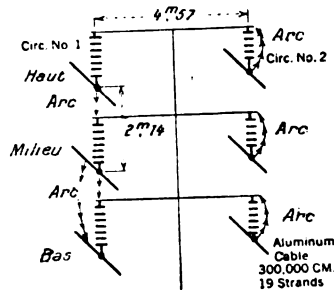 4ᵐ57
Circ. No. 1
Arc
Circ. No. 2
Haut
Arc
2ᵐ74
Arc
Milieu
Arc
Arc
Bas
Aluminum
Cable
300,000 CM.
19 Strands